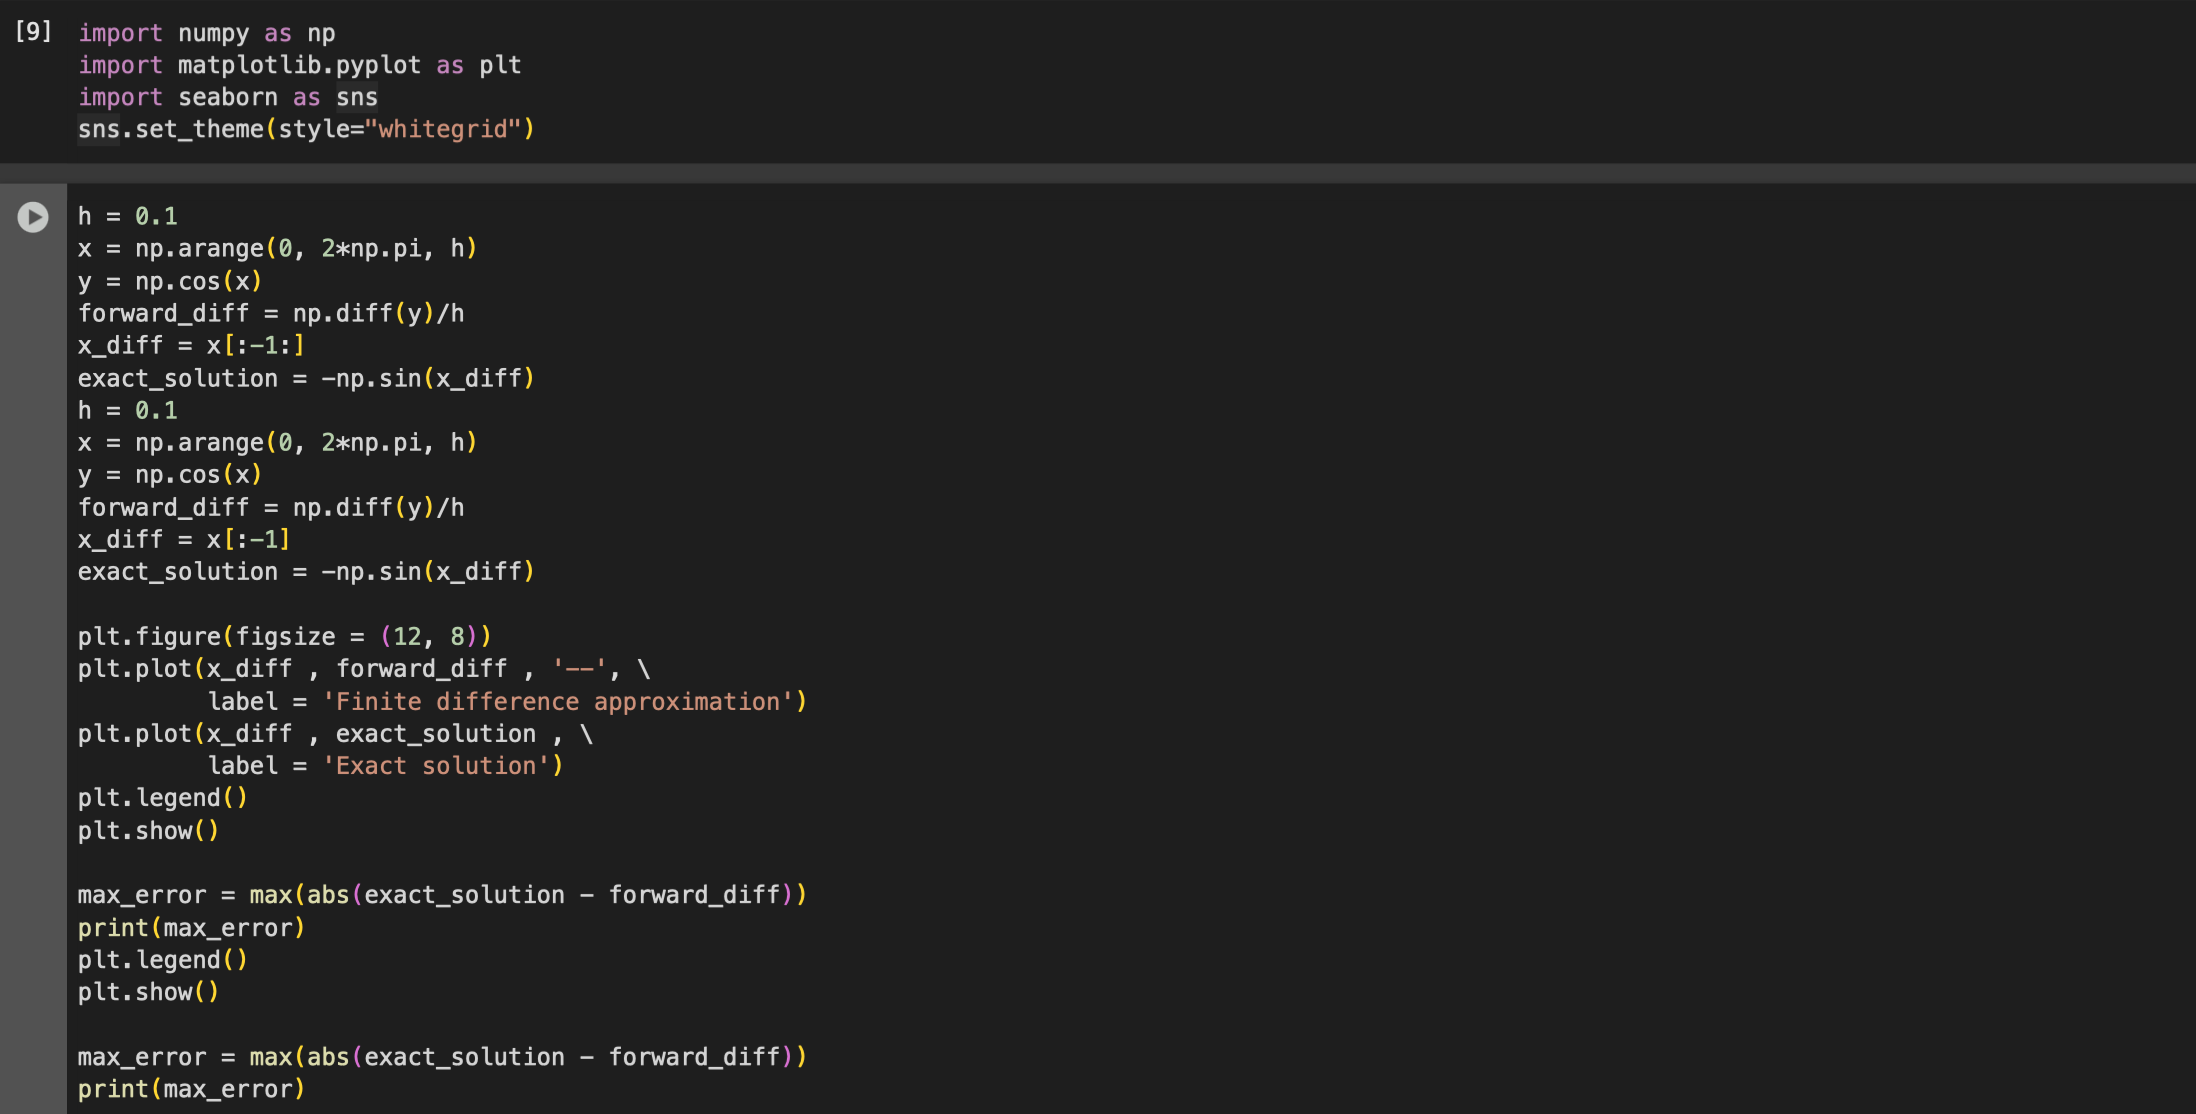 [9] import numpy as np
import matplotlib.pyplot as plt
import seaborn as sns
sns.set_theme(style="whitegrid")
h = 0.1
x = np.arange(0, 2*np.pi, h)
y = np.cos(x)
forward_diff = np.diff(y)/h
x_diff = x[:-1:]
exact_solution = -np.sin(x_diff)
h = 0.1
x = np.arange(0, 2*np.pi, h)
y = np.cos(x)
forward_diff = np.diff(y)/h
x_diff = x[:-1]
exact_solution = -np.sin(x_diff)

plt.figure(figsize = (12, 8))
plt.plot(x_diff , forward_diff , '--', \
         label = 'Finite difference approximation')
plt.plot(x_diff , exact_solution , \
         label = 'Exact solution')
plt.legend()
plt.show()

max_error = max(abs(exact_solution - forward_diff))
print(max_error)
plt.legend()
plt.show()

max_error = max(abs(exact_solution - forward_diff))
print(max_error)